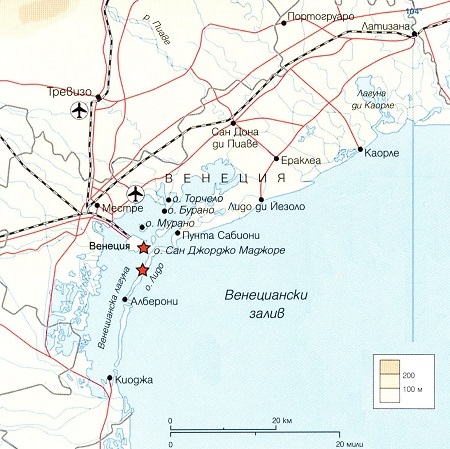 Портогруаро
104°
Латизана
р. Пиаве
Тревизо
Лагуна
ди Каорле
Сан Дона
ди Пиаве
Ераклеа
Каорле
ВЕНЕЦИЯ
о. Торчело
о. Бурано
Лидо ди Йезоло
Местре
о. Мурано
Пунта Сабиони
Венеция
о. Сан Джорджо Маджоре
о. Лидо
Венецианска лагуна
Алберони
Венециански
залив
Киоджа
200
100 м
0
20 км
0
20 мили